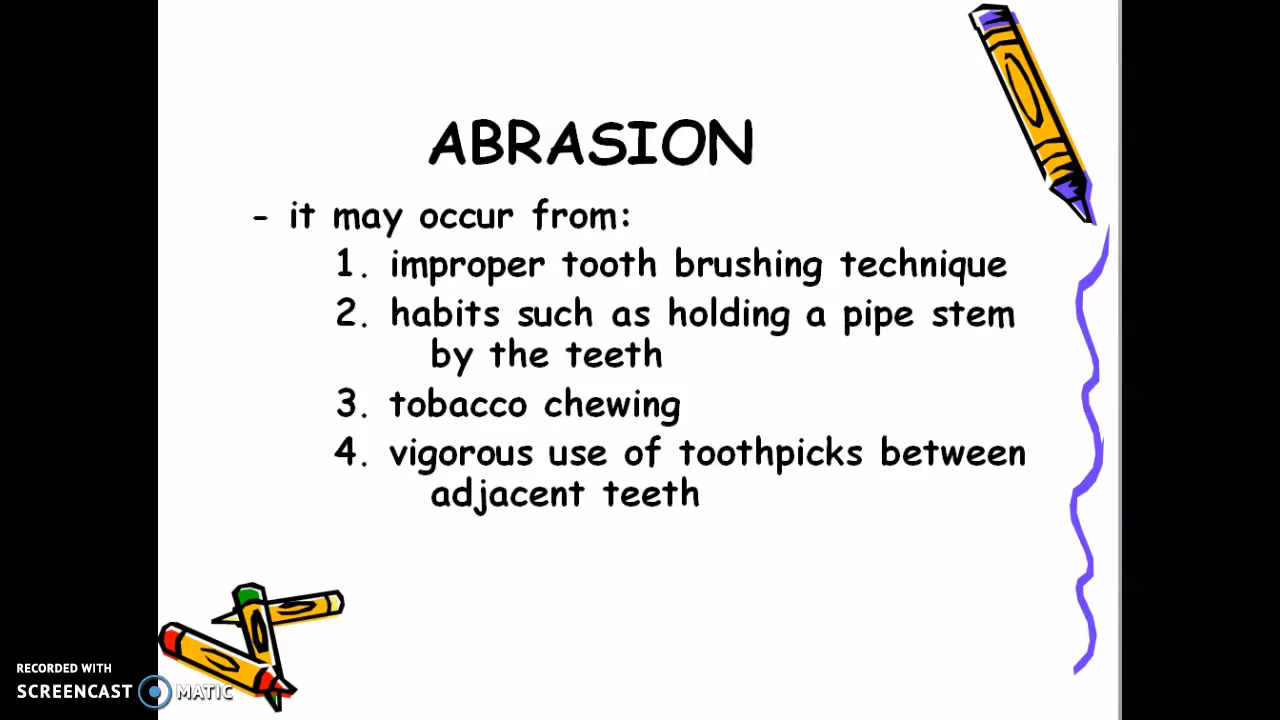 ABRASION
- it may occur from:
1. improper tooth brushing technique
2. habits such as holding a pipe stem
by the teeth
3. tobacco chewing
4. vigorous use of toothpicks between
adjacent teeth
RECORDED WITH
SCREENCAST MATIC